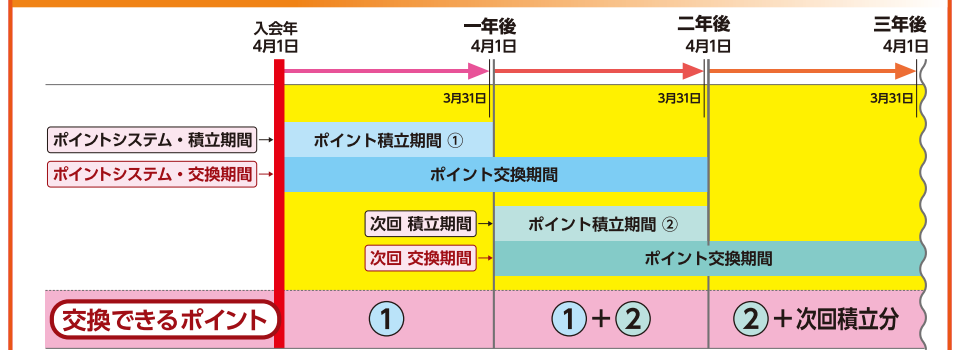 入会年
4月1日
一年後
4月1日
二年後
4月1日
三年後
4月1日
3月31日
3月31日
3月31日
ポイントシステム・積立期間
ポイント積立期間 ①
ポイントシステム・交換期間
ポイント交換期間
次回 積立期間
ポイント積立期間 ②
次回 交換期間
ポイント交換期間
交換できるポイント
①
①+②
②+次回積立分